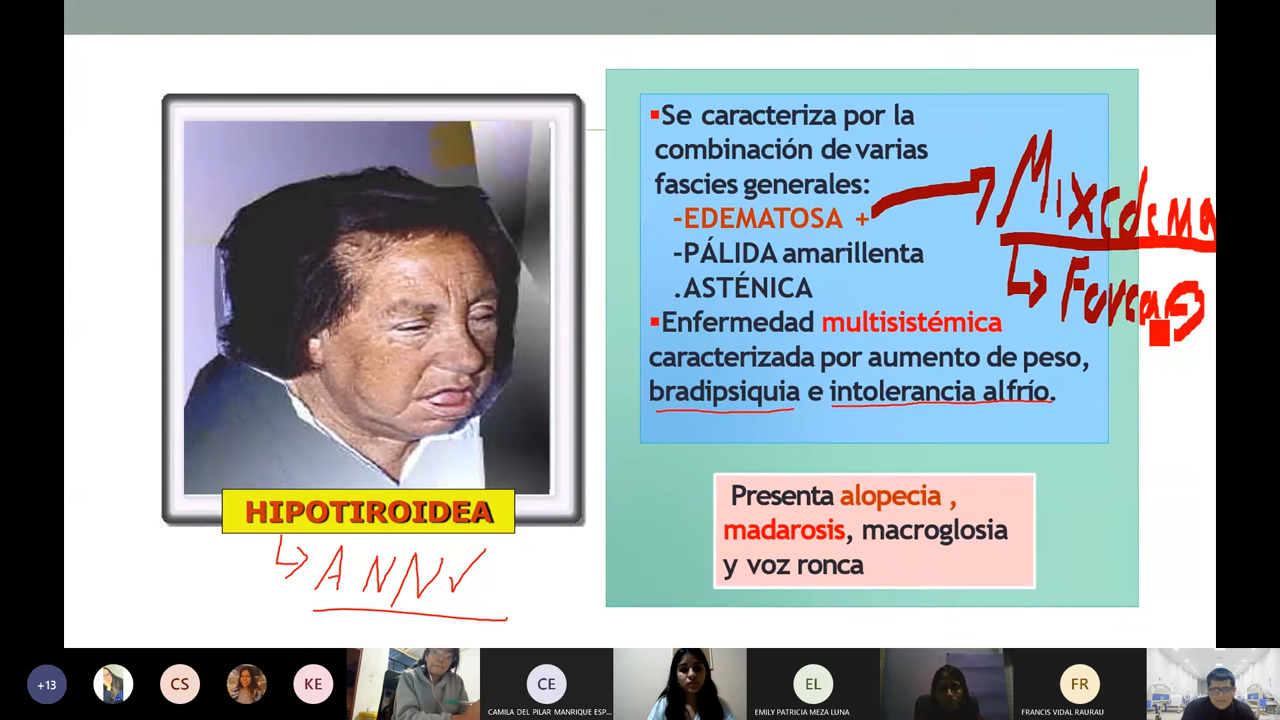 Se caracteriza por la
combinación de varias
fascies generales:
-EDEMATOSA +
-PÁLIDA amarillenta
.ASTÉNICA
Enfermedad multisistémica
caracterizada por aumento de peso,
bradipsiquia e intolerancia alfrío.
Mixedema
HIPOTIROIDEA
Presenta alopecia ,
madarosis, macroglosia
y voz ronca
+13
CS
KE
CE
CAMILA DEL PILAR MANRIQUE ESP...
EL
EMILY PATRICIA MEZA LUNA
FR
FRANCIS VIDAL RAURAU